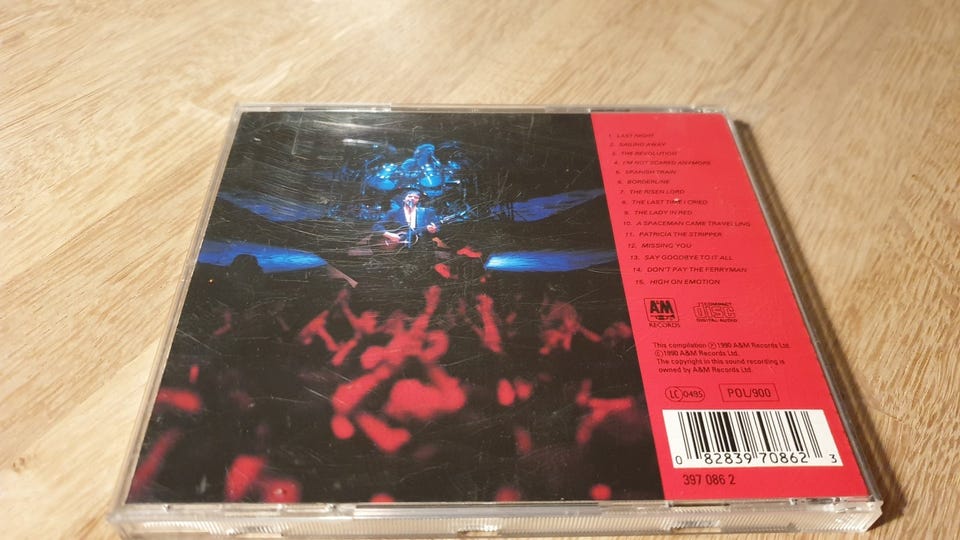 1. LAST NIGHT
2. SAILING AWAY
3. THE REVOLUTION
4. I'M NOT SCARED ANYMORE
5. SPANISH TRAIN
6. BORDERLINE
7. THE RISEN LORD
8. THE LAST TIME I CRIED
9. THE LADY IN RED
10. A SPACEMAN CAME TRAVELLING
11. PATRICIA THE STRIPPER
12. MISSING YOU
13. SAY GOODBYE TO IT ALL
14. DON'T PAY THE FERRYMAN
15. HIGH ON EMOTION
A&M
RECORDS
COMPACT
disc
DIGITAL AUDIO
This compilation ℗ 1990 A&M Records Ltd.
© 1990 A&M Records Ltd.
The copyright in this sound recording is
owned by A&M Records Ltd.
LC 0485 POL/900
0 82839 70862 3
397 086 2